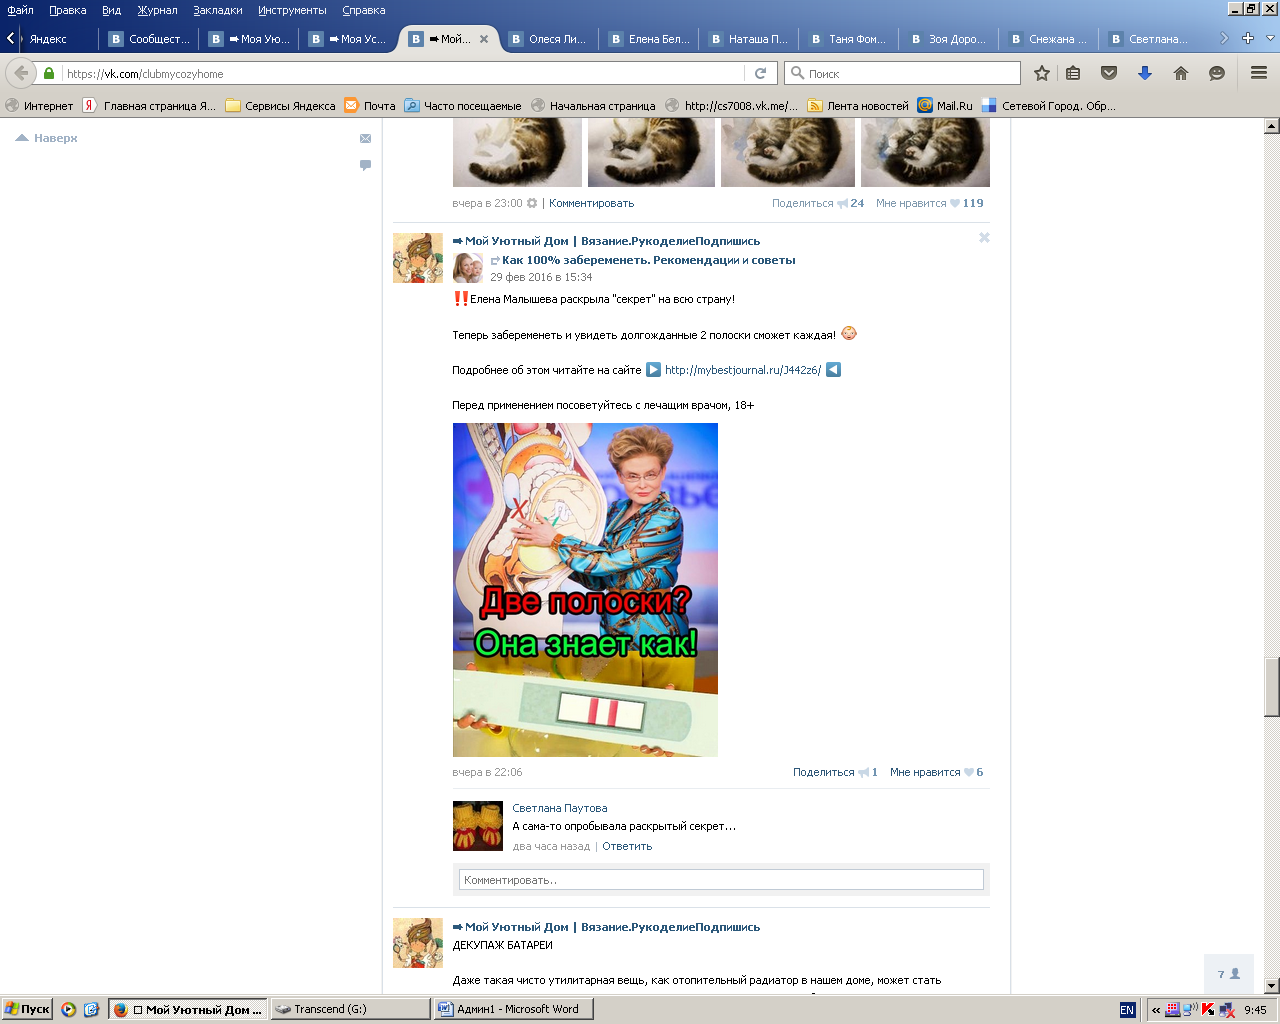 Файл Правка Вид Журнал Закладки Инструменты Справка
Яндекс
Сообщест...
➡ Моя Ую...
➡ Моя Ус...
➡ Мой...
Олеся Ли...
Елена Бел...
Наташа П...
Таня Фом...
Зоя Доро...
Снежана ...
Светлана...
https://vk.com/clubmycozyhome
Поиск
Интернет
Главная страница Я...
Сервисы Яндекса
Почта
Часто посещаемые
Начальная страница
http://cs7008.vk.me/...
Лента новостей
Mail.Ru
Сетевой Город. Обр...
Наверх
вчера в 23:00 | Комментировать
Поделиться 24 Мне нравится 119
➡ Мой Уютный Дом | Вязание.РукоделиеПодпишись
Как 100% забеременеть. Рекомендации и советы
29 фев 2016 в 15:34
‼Елена Малышева раскрыла "секрет" на всю страну!
Теперь забеременеть и увидеть долгожданные 2 полоски сможет каждая!
Подробнее об этом читайте на сайте ▶ http://mybestjournal.ru/J442z6/ ◀
Перед применением посоветуйтесь с лечащим врачом, 18+
Две полоски?
Она знает как!
вчера в 22:06
Поделиться 1 Мне нравится 6
Светлана Паутова
А сама-то опробывала раскрытый секрет...
два часа назад | Ответить
Комментировать..
➡ Мой Уютный Дом | Вязание.РукоделиеПодпишись
ДЕКУПАЖ БАТАРЕИ
Даже такая чисто утилитарная вещь, как отопительный радиатор в нашем доме, может стать
7
Пуск
Мой Уютный Дом ...
Transcend (G:)
Админ1 - Microsoft Word
EN
9:45